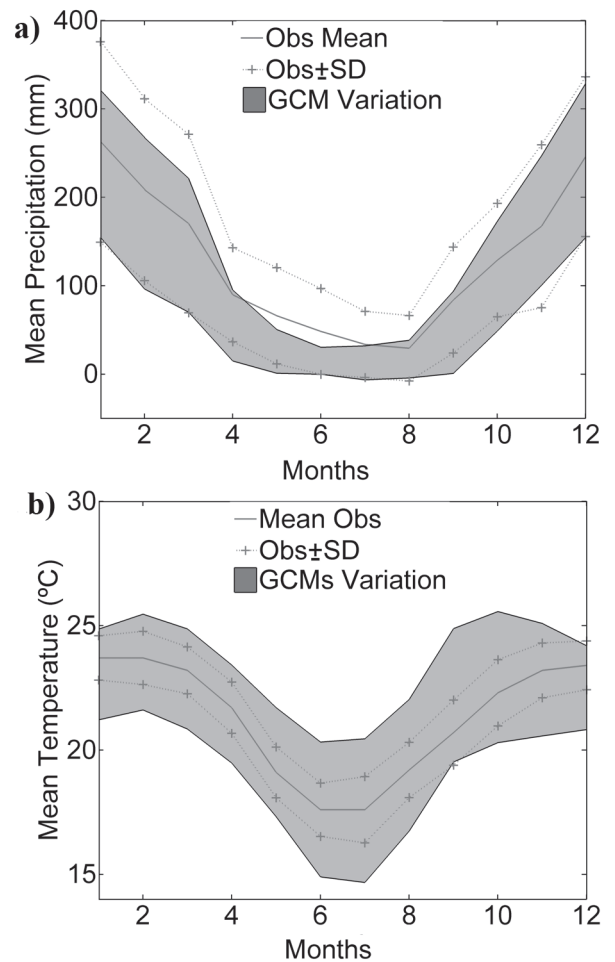 a)
400
300
200
100
0
Mean Precipitation (mm)
Obs Mean
Obs±SD
GCM Variation
2 4 6 8 10 12
Months
b)
30
25
20
15
Mean Temperature (ºC)
Mean Obs
Obs±SD
GCMs Variation
2 4 6 8 10 12
Months